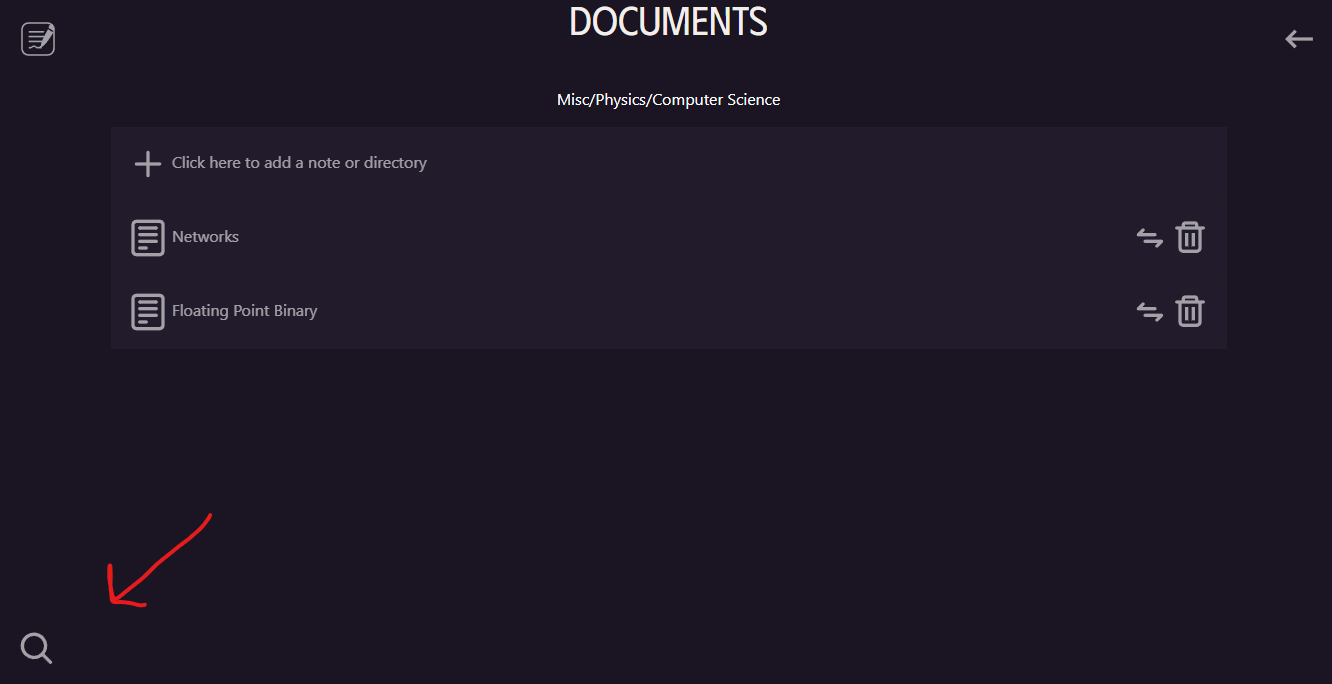 DOCUMENTS
Misc/Physics/Computer Science
Click here to add a note or directory
Networks
Floating Point Binary